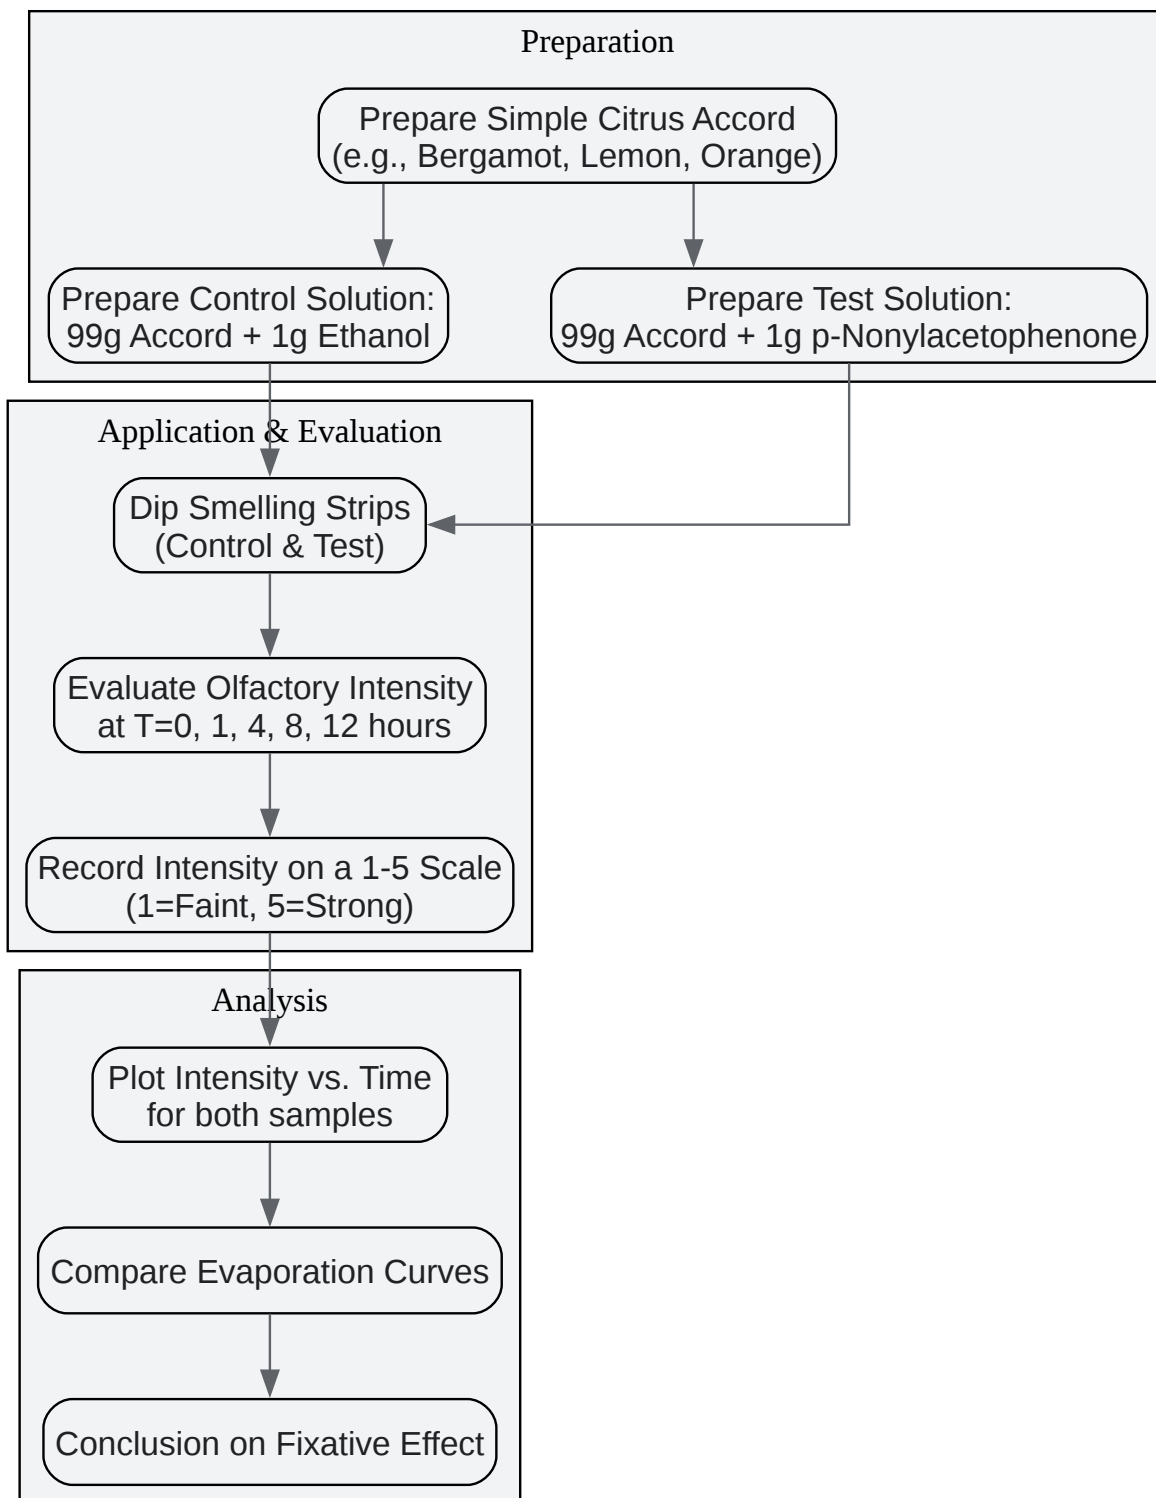 Preparation
Prepare Simple Citrus Accord
(e.g., Bergamot, Lemon, Orange)
Prepare Control Solution:
99g Accord + 1g Ethanol
Prepare Test Solution:
99g Accord + 1g p-Nonylacetophenone
Application & Evaluation
Dip Smelling Strips
(Control & Test)
Evaluate Olfactory Intensity
at T=0, 1, 4, 8, 12 hours
Record Intensity on a 1-5 Scale
(1=Faint, 5=Strong)
Analysis
Plot Intensity vs. Time
for both samples
Compare Evaporation Curves
Conclusion on Fixative Effect